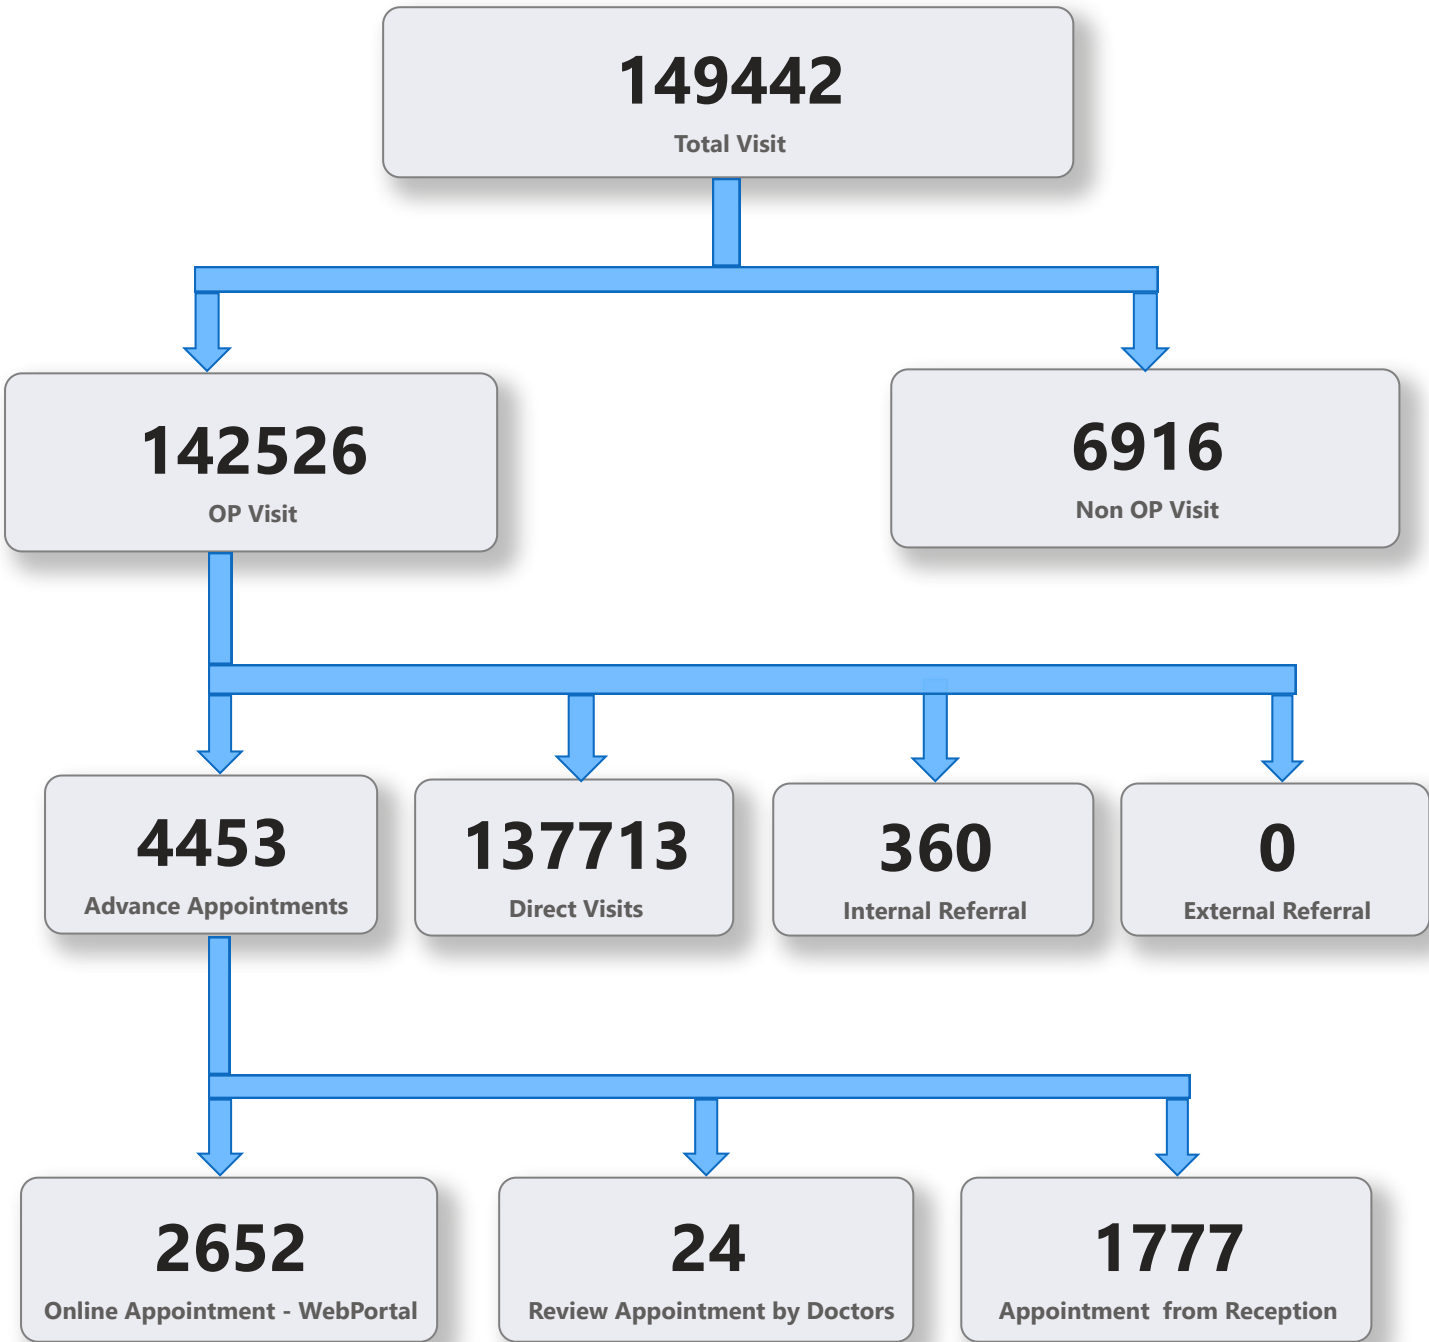 149442
Total Visit
142526
OP Visit
6916
Non OP Visit
4453
Advance Appointments
137713
Direct Visits
360
Internal Referral
0
External Referral
2652
Online Appointment - WebPortal
24
Review Appointment by Doctors
1777
Appointment  from Reception